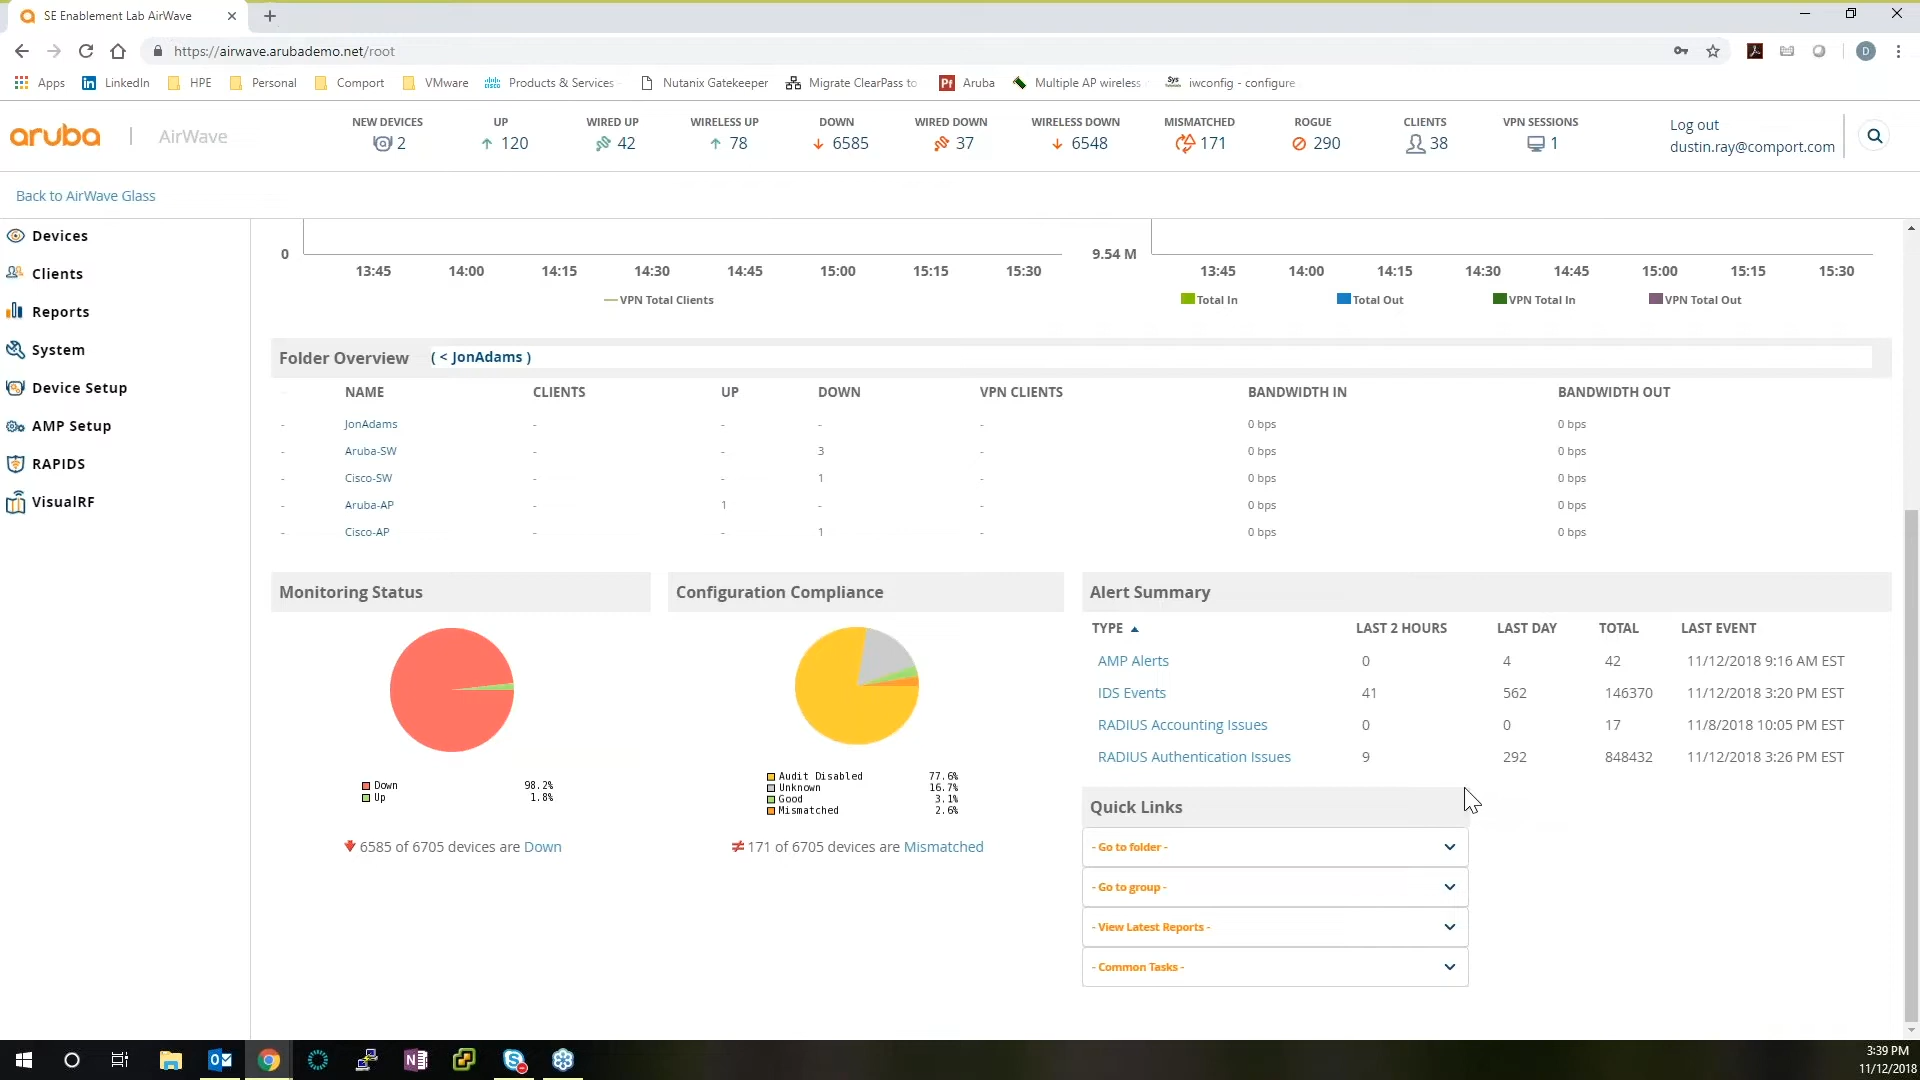 SE Enablement Lab AirWave
https://airwave.arubademo.net/root
D
Apps LinkedIn HPE Personal Comport VMware Products & Services Nutanix Gatekeeper Migrate ClearPass to Aruba Multiple AP wireless iwconfig - configure
aruba | AirWave
NEW DEVICES UP WIRED UP WIRELESS UP DOWN WIRED DOWN WIRELESS DOWN MISMATCHED ROGUE CLIENTS VPN SESSIONS
2 120 42 78 6585 37 6548 171 290 38 1
Log out
dustin.ray@comport.com
Back to AirWave Glass
Devices
Clients
Reports
System
Device Setup
AMP Setup
RAPIDS
VisualRF
0
13:45 14:00 14:15 14:30 14:45 15:00 15:15 15:30
VPN Total Clients
9.54 M
13:45 14:00 14:15 14:30 14:45 15:00 15:15 15:30
Total In Total Out VPN Total In VPN Total Out
Folder Overview ( < JonAdams )
NAME CLIENTS UP DOWN VPN CLIENTS BANDWIDTH IN BANDWIDTH OUT
- JonAdams - - - - 0 bps 0 bps
- Aruba-SW - - 3 - 0 bps 0 bps
- Cisco-SW - - 1 - 0 bps 0 bps
- Aruba-AP - 1 - - 0 bps 0 bps
- Cisco-AP - - 1 - 0 bps 0 bps
Monitoring Status
Down 98.2%
Up 1.8%
6585 of 6705 devices are Down
Configuration Compliance
Audit Disabled 77.6%
Unknown 16.7%
Good 3.1%
Mismatched 2.6%
171 of 6705 devices are Mismatched
Alert Summary
TYPE LAST 2 HOURS LAST DAY TOTAL LAST EVENT
AMP Alerts 0 4 42 11/12/2018 9:16 AM EST
IDS Events 41 562 146370 11/12/2018 3:20 PM EST
RADIUS Accounting Issues 0 0 17 11/8/2018 10:05 PM EST
RADIUS Authentication Issues 9 292 848432 11/12/2018 3:26 PM EST
Quick Links
- Go to folder -
- Go to group -
- View Latest Reports -
- Common Tasks -
3:39 PM
11/12/2018